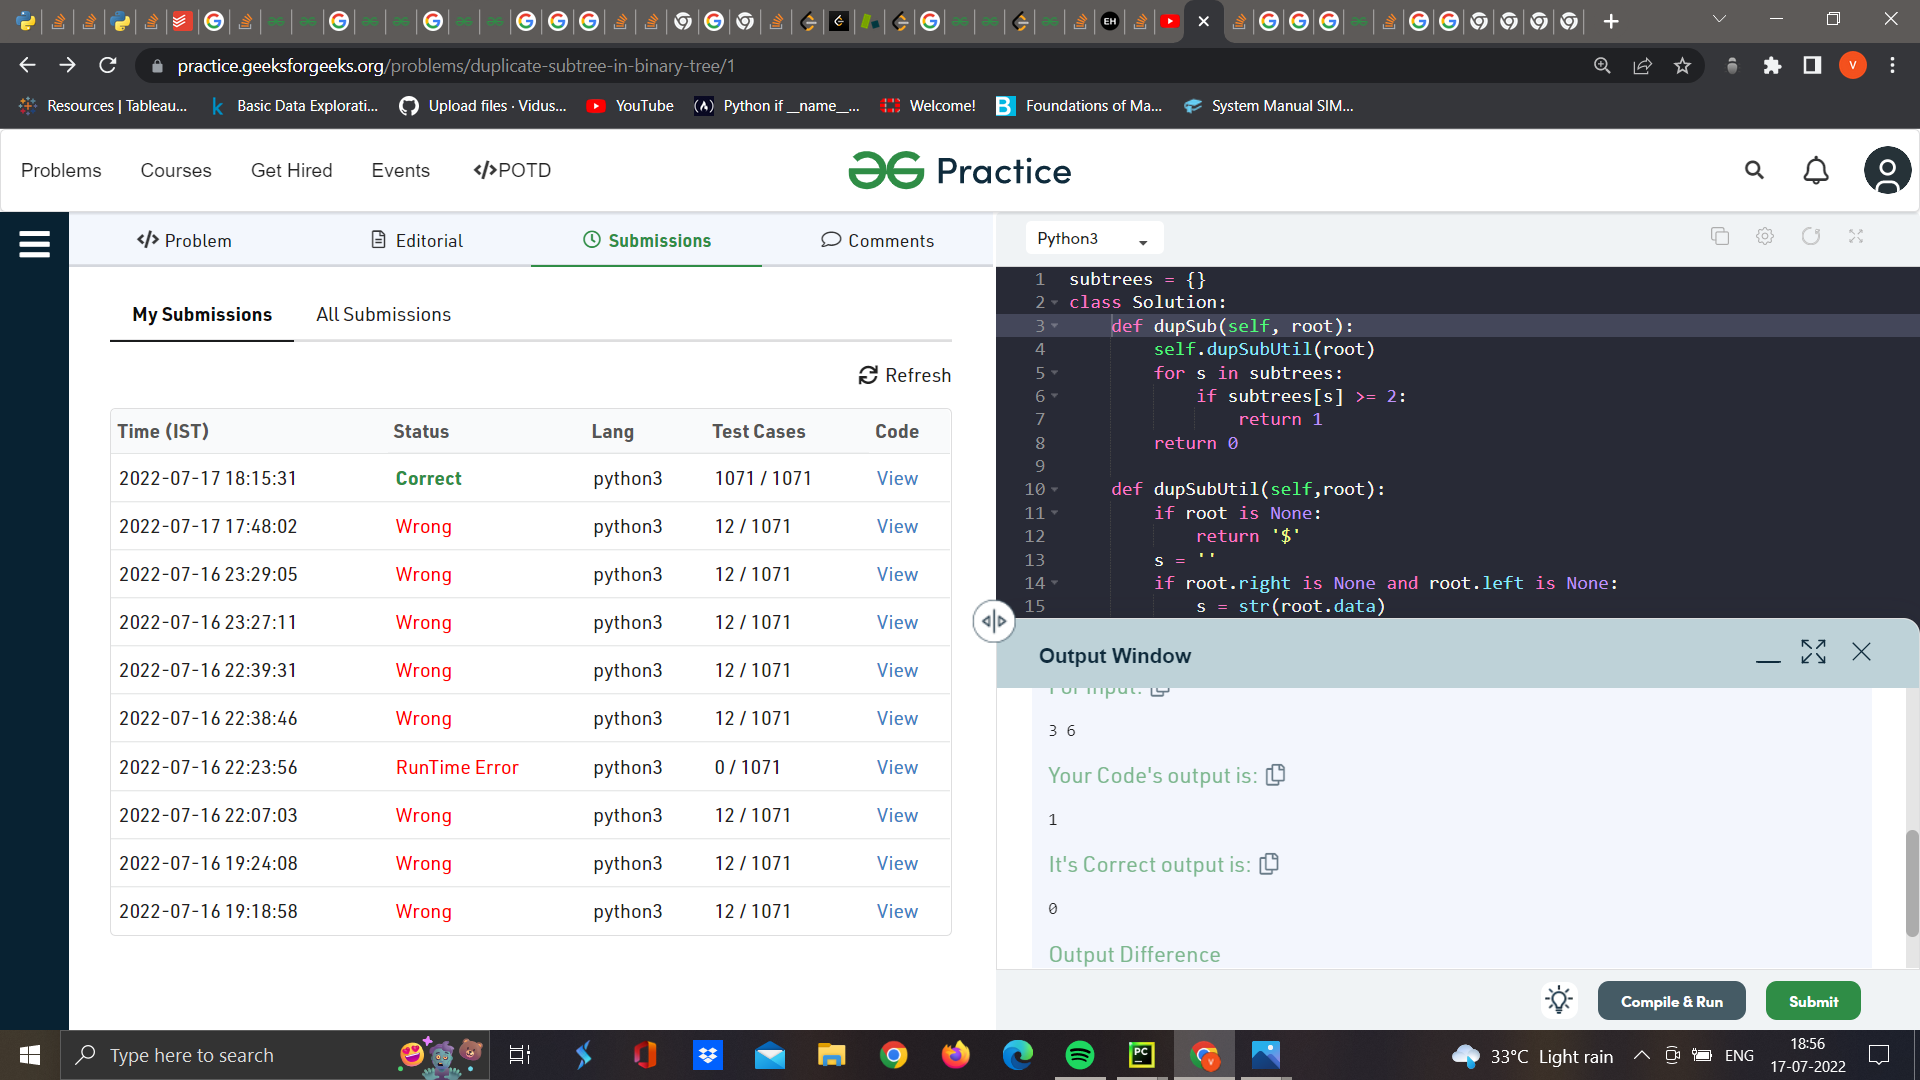 practice.geeksforgeeks.org/problems/duplicate-subtree-in-binary-tree/1
V
Resources | Tableau... Basic Data Explorati... Upload files · Vidus... YouTube Python if __name__... Welcome! Foundations of Ma... System Manual SIM...
Problems Courses Get Hired Events </>POTD Practice
</> Problem Editorial Submissions Comments
Python3
My Submissions All Submissions
Refresh
Time (IST) Status Lang Test Cases Code
2022-07-17 18:15:31 Correct python3 1071 / 1071 View
2022-07-17 17:48:02 Wrong python3 12 / 1071 View
2022-07-16 23:29:05 Wrong python3 12 / 1071 View
2022-07-16 23:27:11 Wrong python3 12 / 1071 View
2022-07-16 22:39:31 Wrong python3 12 / 1071 View
2022-07-16 22:38:46 Wrong python3 12 / 1071 View
2022-07-16 22:23:56 RunTime Error python3 0 / 1071 View
2022-07-16 22:07:03 Wrong python3 12 / 1071 View
2022-07-16 19:24:08 Wrong python3 12 / 1071 View
2022-07-16 19:18:58 Wrong python3 12 / 1071 View
1 subtrees = {}
2 class Solution:
3 def dupSub(self, root):
4 self.dupSubUtil(root)
5 for s in subtrees:
6 if subtrees[s] >= 2:
7 return 1
8 return 0
9
10 def dupSubUtil(self,root):
11 if root is None:
12 return '$'
13 s = ''
14 if root.right is None and root.left is None:
15 s = str(root.data)
Output Window
For Input:
3 6
Your Code's output is:
1
It's Correct output is:
0
Output Difference
Compile & Run Submit
Type here to search
33°C Light rain ENG
18:56
17-07-2022